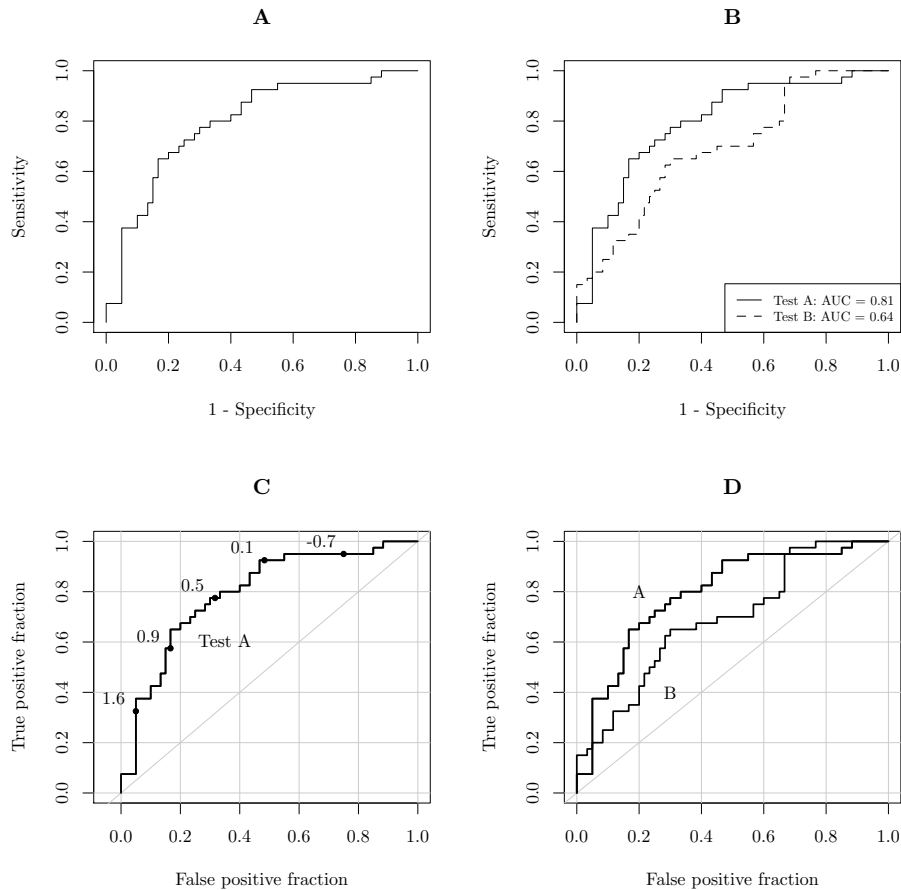 A
Sensitivity
1.0
0.8
0.6
0.4
0.2
0.0
0.0 0.2 0.4 0.6 0.8 1.0
1 - Specificity
B
Sensitivity
1.0
0.8
0.6
0.4
0.2
0.0
Test A: AUC = 0.81
Test B: AUC = 0.64
0.0 0.2 0.4 0.6 0.8 1.0
1 - Specificity
C
True positive fraction
1.0
0.8
0.6
0.4
0.2
0.0
-0.7
0.1
0.5
0.9
Test A
1.6
0.0 0.2 0.4 0.6 0.8 1.0
False positive fraction
D
True positive fraction
1.0
0.8
0.6
0.4
0.2
0.0
A
B
0.0 0.2 0.4 0.6 0.8 1.0
False positive fraction